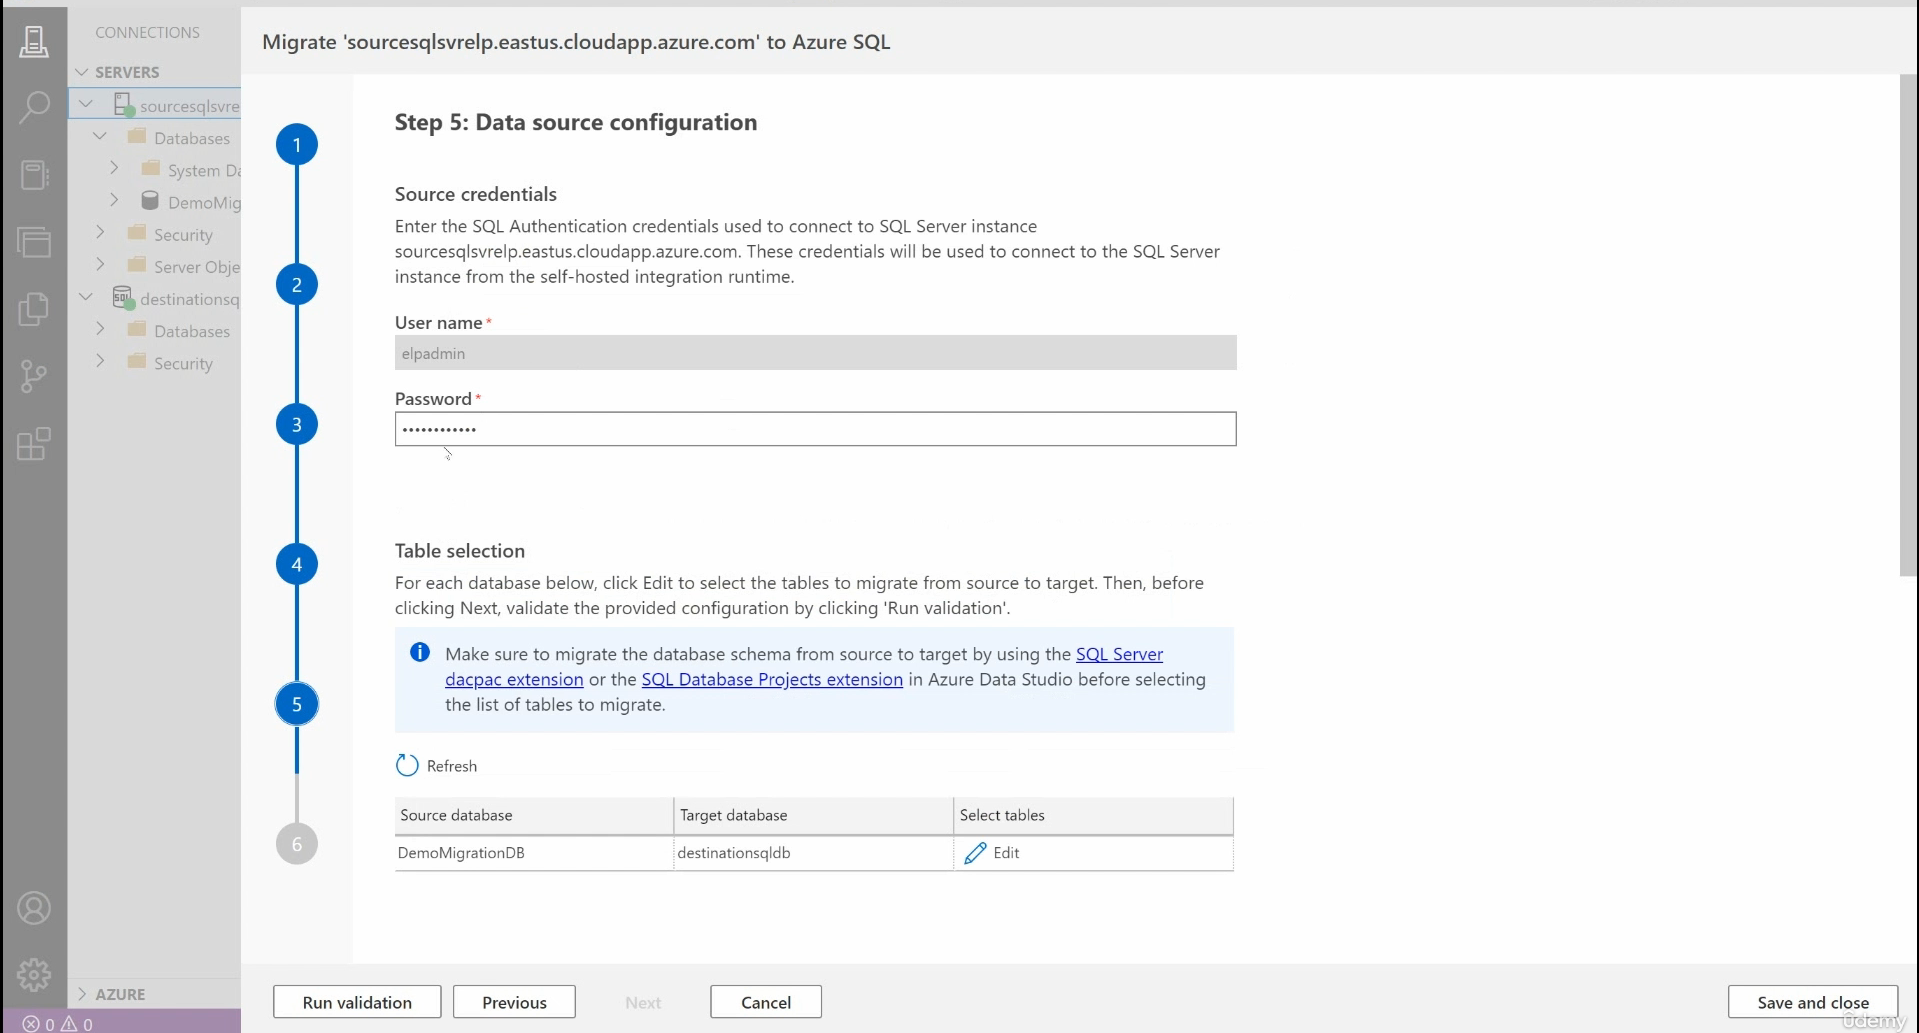 CONNECTIONS
SERVERS
sourcesqlsvre
Databases
System Da
DemoMig
Security
Server Obje
destinationsq
Databases
Security
AZURE
0 0
Migrate 'sourcesqlsvrelp.eastus.cloudapp.azure.com' to Azure SQL
1
2
3
4
5
6
Step 5: Data source configuration
Source credentials
Enter the SQL Authentication credentials used to connect to SQL Server instance
sourcesqlsvrelp.eastus.cloudapp.azure.com. These credentials will be used to connect to the SQL Server
instance from the self-hosted integration runtime.
User name*
elpadmin
Password*
••••••••••••
Table selection
For each database below, click Edit to select the tables to migrate from source to target. Then, before
clicking Next, validate the provided configuration by clicking 'Run validation'.
Make sure to migrate the database schema from source to target by using the SQL Server
dacpac extension or the SQL Database Projects extension in Azure Data Studio before selecting
the list of tables to migrate.
Refresh
Source database Target database Select tables
DemoMigrationDB destinationsqldb Edit
Run validation Previous Next Cancel Save and close
ûdemy